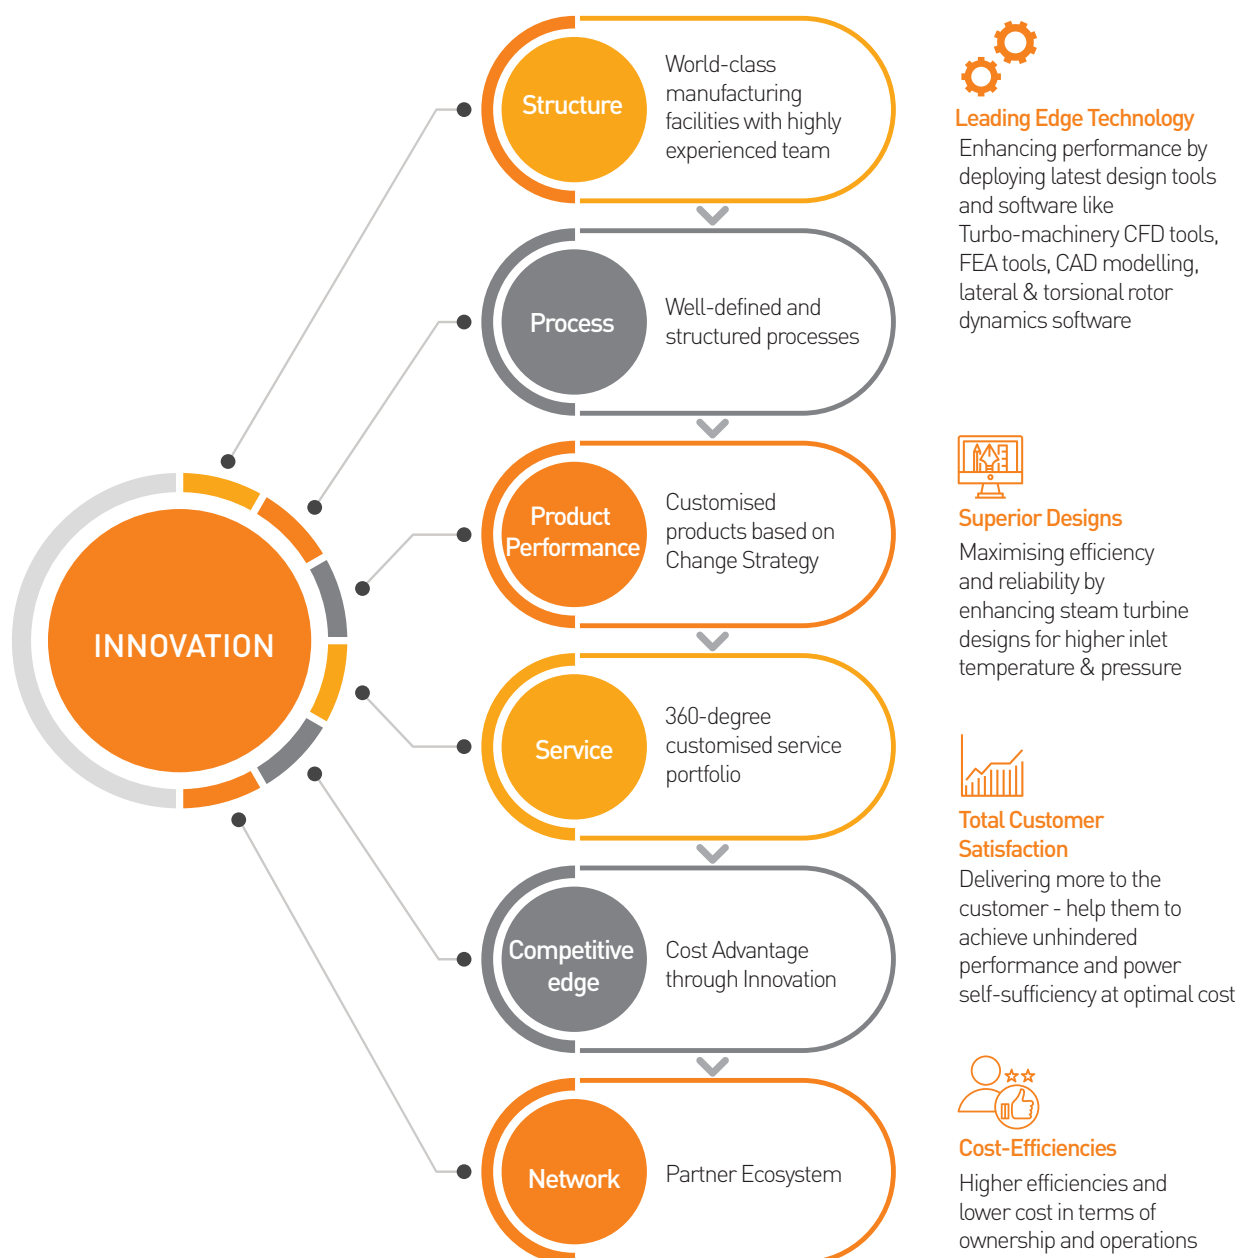 INNOVATION
Structure
World-class
manufacturing
facilities with highly
experienced team
Process
Well-defined and
structured processes
Product
Performance
Customised
products based on
Change Strategy
Service
360-degree
customised service
portfolio
Competitive
edge
Cost Advantage
through Innovation
Network
Partner Ecosystem
Leading Edge Technology
Enhancing performance by
deploying latest design tools
and software like
Turbo-machinery CFD tools,
FEA tools, CAD modelling,
lateral & torsional rotor
dynamics software
Superior Designs
Maximising efficiency
and reliability by
enhancing steam turbine
designs for higher inlet
temperature & pressure
Total Customer
Satisfaction
Delivering more to the
customer - help them to
achieve unhindered
performance and power
self-sufficiency at optimal cost
Cost-Efficiencies
Higher efficiencies and
lower cost in terms of
ownership and operations